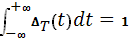 ∫₋∞⁺∞ Δ_T(t)dt = 1